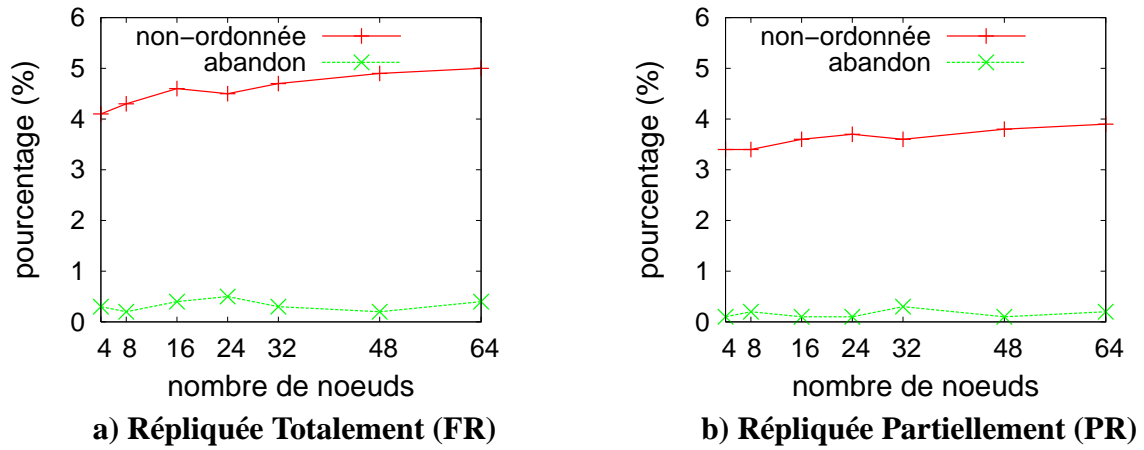 6
5
4
3
2
1
0
pourcentage (%)
non-ordonnée
abandon
4 8 16 24 32 48 64
nombre de noeuds
a) Répliquée Totalement (FR)
6
5
4
3
2
1
0
pourcentage (%)
non-ordonnée
abandon
4 8 16 24 32 48 64
nombre de noeuds
b) Répliquée Partiellement (PR)